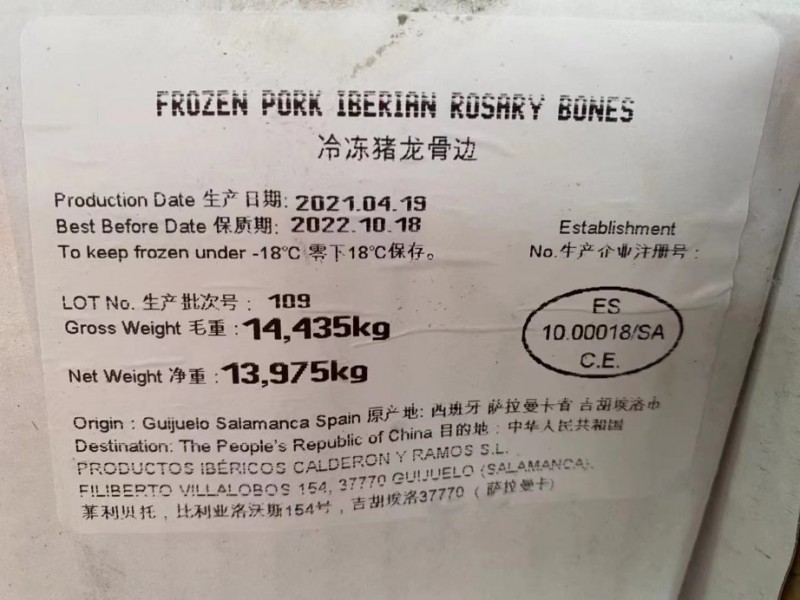 FROZEN PORK IBERIAN ROSARY BONES
冷冻猪龙骨边
Production Date 生产日期: 2021.04.19
Best Before Date 保质期: 2022.10.18
To keep frozen under -18℃ 零下18℃保存。
Establishment
No.生产企业注册号:
ES
10.00018/SA
C.E.
LOT No. 生产批次号: 109
Gross Weight 毛重:14,435kg
Net Weight 净重:13,975kg
Origin : Guijuelo Salamanca Spain 原产地: 西班牙 萨拉曼卡省 吉胡埃洛市
Destination: The People's Republic of China 目的地: 中华人民共和国
PRODUCTOS IBÉRICOS CALDERON Y RAMOS S.L.
FILIBERTO VILLALOBOS 154, 37770 GUIJUELO (SALAMANCA).
莱利贝托,比利亚洛沃斯154号,吉胡埃洛37770 (萨拉曼卡)